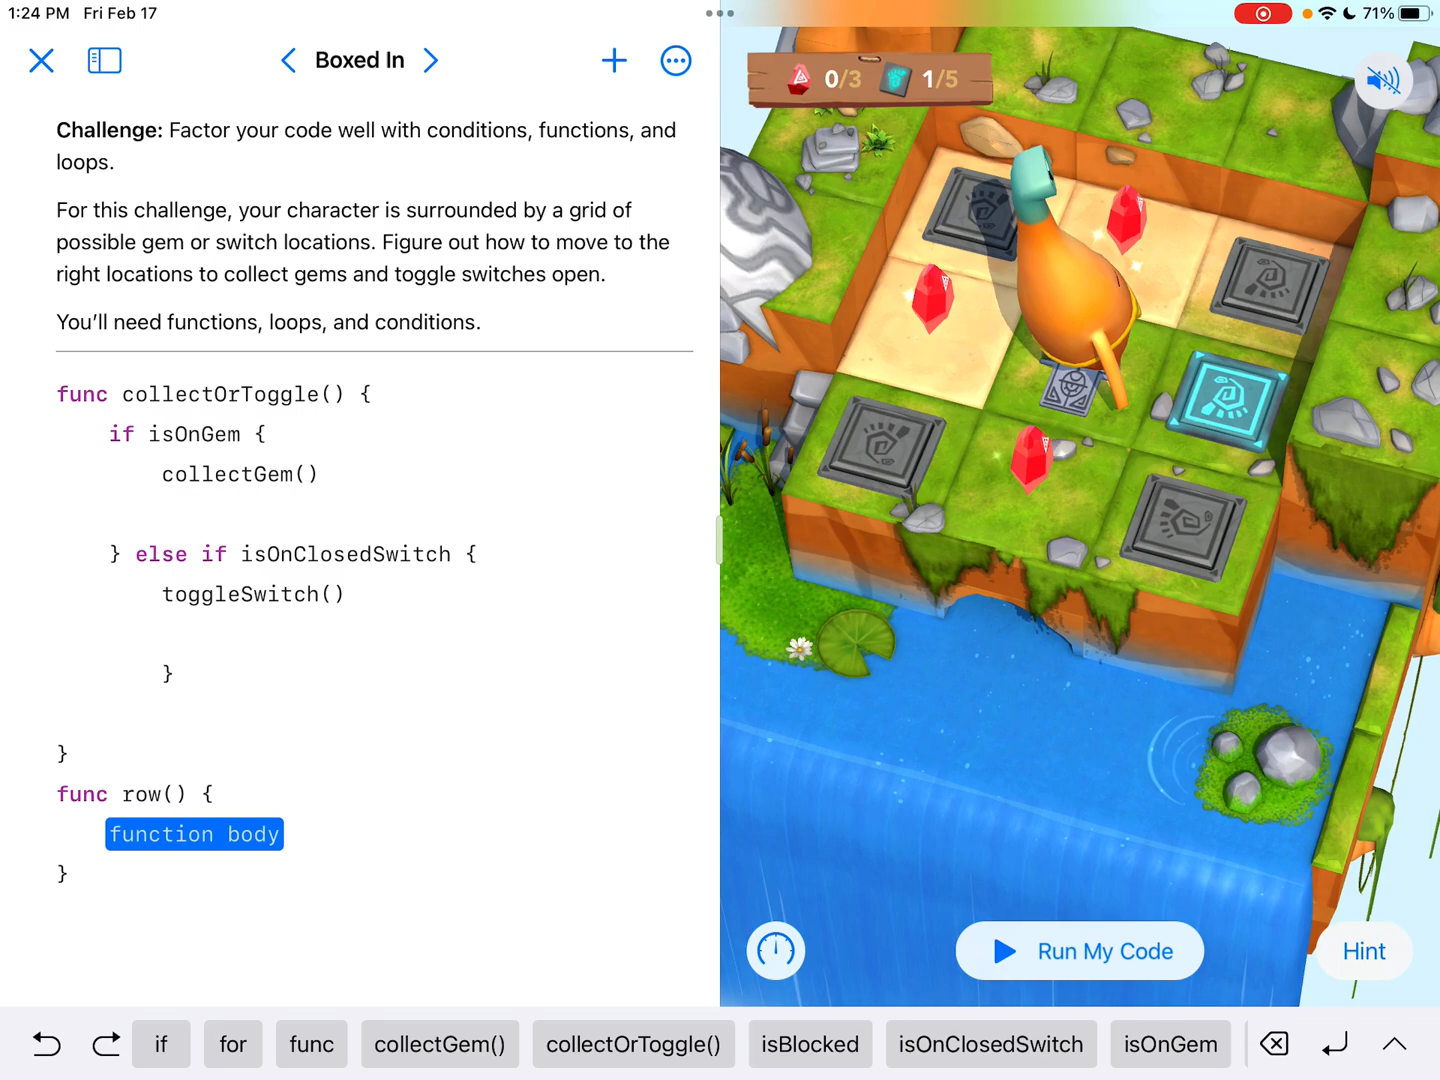 1:24 PM Fri Feb 17
71%
Boxed In
Challenge: Factor your code well with conditions, functions, and
loops.
For this challenge, your character is surrounded by a grid of
possible gem or switch locations. Figure out how to move to the
right locations to collect gems and toggle switches open.
You’ll need functions, loops, and conditions.
func collectOrToggle() {
if isOnGem {
collectGem()
} else if isOnClosedSwitch {
toggleSwitch()
}
}
func row() {
function body
}
0/3 1/5
Run My Code
Hint
if for func collectGem() collectOrToggle() isBlocked isOnClosedSwitch isOnGem